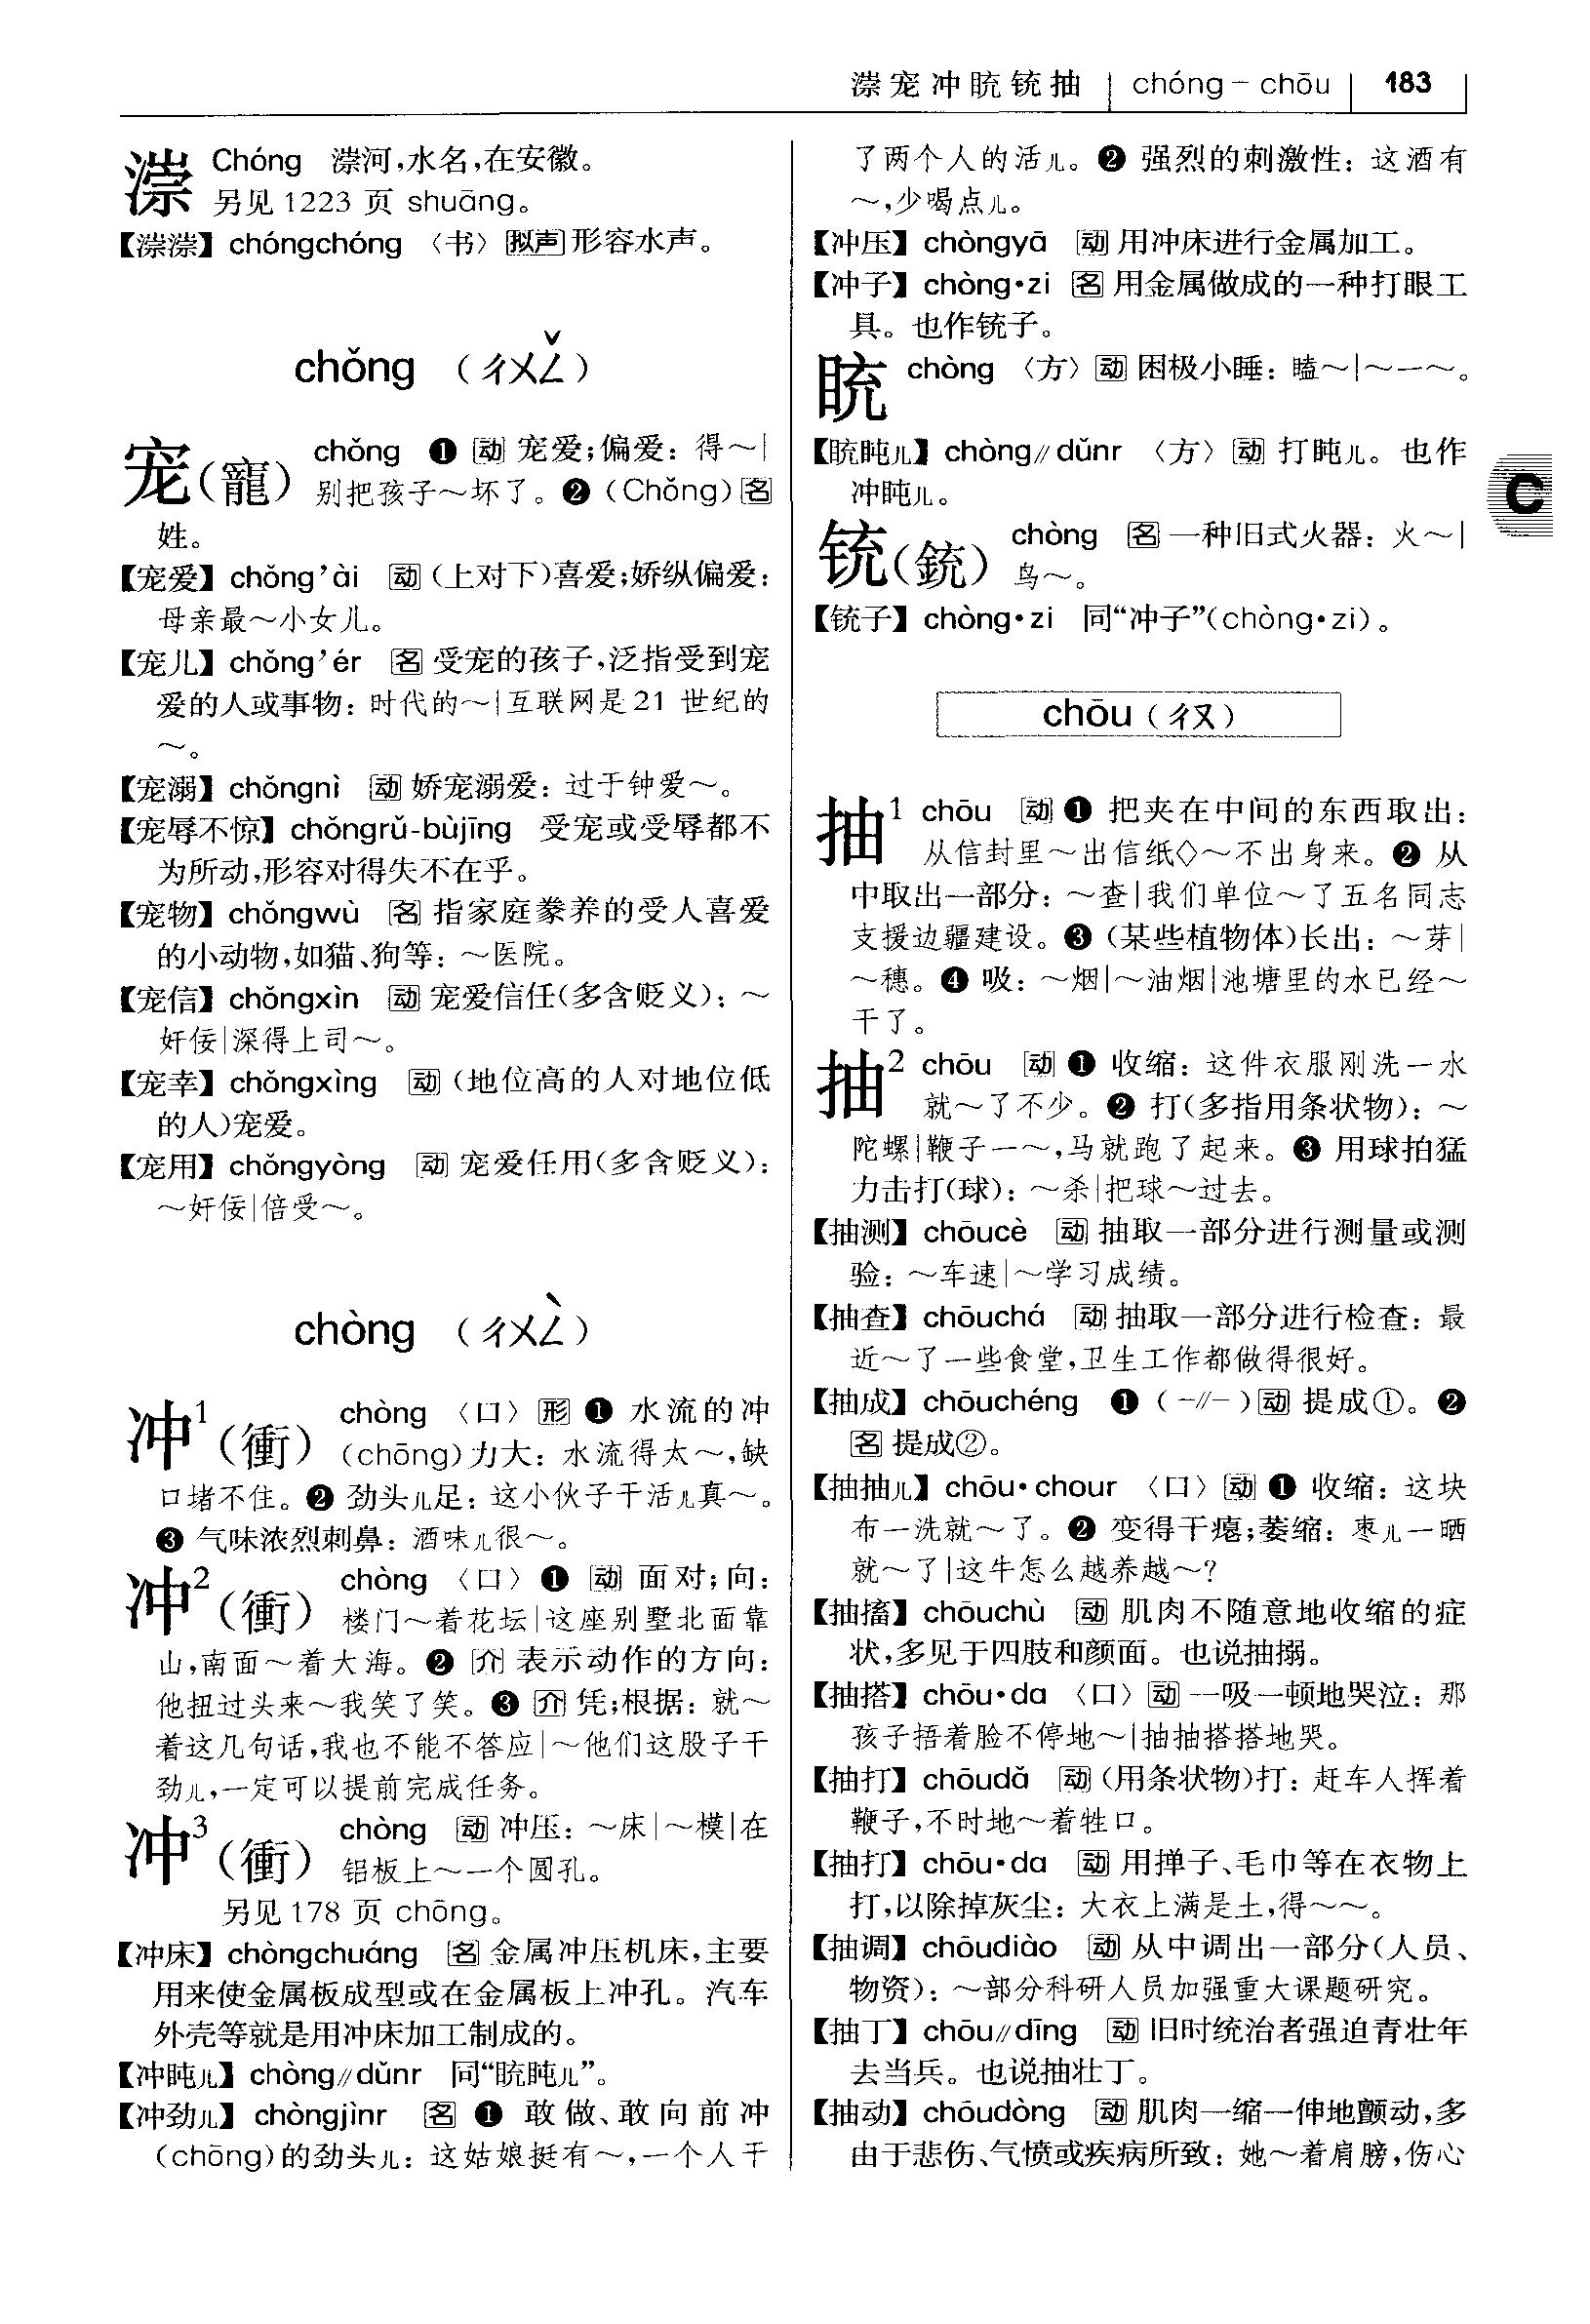 漴宠冲𬀩铳抽 | chóng – chōu | 183
漴 Chóng 漴河,水名,在安徽。
另见 1223 页 shuāng。
【漴漴】chóngchóng 〈书〉[拟声]形容水声。
chǒng (ㄔㄨㄥˇ)
宠(寵) chǒng ❶ [动] 宠爱;偏爱: 得～|
别把孩子～坏了。❷ (Chǒng)[名]
姓。
【宠爱】chǒng’ài [动](上对下)喜爱;娇纵偏爱:
母亲最～小女儿。
【宠儿】chǒng’ér [名] 受宠的孩子,泛指受到宠
爱的人或事物: 时代的～|互联网是 21 世纪的
～。
【宠溺】chǒngnì [动] 娇宠溺爱: 过于钟爱～。
【宠辱不惊】chǒngrǔ-bùjīng 受宠或受辱都不
为所动,形容对得失不在乎。
【宠物】chǒngwù [名] 指家庭豢养的受人喜爱
的小动物,如猫、狗等: ～医院。
【宠信】chǒngxìn [动] 宠爱信任(多含贬义): ～
奸佞|深得上司～。
【宠幸】chǒngxìng [动] (地位高的人对地位低
的人)宠爱。
【宠用】chǒngyòng [动] 宠爱任用(多含贬义):
～奸佞|倍受～。
chòng (ㄔㄨㄥˋ)
冲¹(衝) chòng 〈口〉[形] ❶ 水流的冲
(chōng)力大: 水流得太～,缺
口堵不住。❷ 劲头儿足: 这小伙子干活儿真～。
❸ 气味浓烈刺鼻: 酒味儿很～。
冲²(衝) chòng 〈口〉❶ [动] 面对;向:
楼门～着花坛|这座别墅北面靠
山,南面～着大海。❷ [介] 表示动作的方向:
他扭过头来～我笑了笑。❸ [介] 凭;根据: 就～
着这几句话,我也不能不答应|～他们这股子干
劲儿,一定可以提前完成任务。
冲³(衝) chòng [动] 冲压: ～床|～模|在
铝板上～一个圆孔。
另见 178 页 chōng。
【冲床】chòngchuáng [名] 金属冲压机床,主要
用来使金属板成型或在金属板上冲孔。汽车
外壳等就是用冲床加工制成的。
【冲盹儿】chòng∥dǔnr 同“𬀩盹儿”。
【冲劲儿】chòngjìnr [名] ❶ 敢做、敢向前冲
(chōng)的劲头儿: 这姑娘挺有～,一个人干
了两个人的活儿。❷ 强烈的刺激性: 这酒有
～,少喝点儿。
【冲压】chòngyā [动] 用冲床进行金属加工。
【冲子】chòng•zi [名] 用金属做成的一种打眼工
具。也作铳子。
𬀩 chòng 〈方〉[动] 困极小睡: 瞌～|～一～。
【𬀩盹儿】chòng∥dǔnr 〈方〉[动] 打盹儿。也作
冲盹儿。
铳(銃) chòng [名] 一种旧式火器: 火～|
鸟～。
【铳子】chòng•zi 同“冲子”(chòng•zi)。
chōu (ㄔㄡ)
C
抽¹ chōu [动] ❶ 把夹在中间的东西取出:
从信封里～出信纸◇～不出身来。❷ 从
中取出一部分: ～查|我们单位～了五名同志
支援边疆建设。❸ (某些植物体)长出: ～芽|
～穗。❹ 吸: ～烟|～油烟|池塘里的水已经～
干了。
抽² chōu [动] ❶ 收缩: 这件衣服刚洗一水
就～了不少。❷ 打(多指用条状物): ～
陀螺|鞭子一～,马就跑了起来。❸ 用球拍猛
力击打(球): ～杀|把球～过去。
【抽测】chōucè [动] 抽取一部分进行测量或测
验: ～车速|～学习成绩。
【抽查】chōuchá [动] 抽取一部分进行检查: 最
近～了一些食堂,卫生工作都做得很好。
【抽成】chōuchéng ❶ (-∥-)[动] 提成①。❷
[名] 提成②。
【抽抽儿】chōu•chour 〈口〉[动] ❶ 收缩: 这块
布一洗就～了。❷ 变得干瘪;萎缩: 枣儿一晒
就～了|这牛怎么越养越～?
【抽搐】chōuchù [动] 肌肉不随意地收缩的症
状,多见于四肢和颜面。也说抽搦。
【抽搭】chōu•da 〈口〉[动] 一吸一顿地哭泣: 那
孩子捂着脸不停地～|抽抽搭搭地哭。
【抽打】chōudǎ [动](用条状物)打: 赶车人挥着
鞭子,不时地～着牲口。
【抽打】chōu•da [动] 用掸子、毛巾等在衣物上
打,以除掉灰尘: 大衣上满是土,得～～。
【抽调】chōudiào [动] 从中调出一部分(人员、
物资): ～部分科研人员加强重大课题研究。
【抽丁】chōu∥dīng [动] 旧时统治者强迫青壮年
去当兵。也说抽壮丁。
【抽动】chōudòng [动] 肌肉一缩一伸地颤动,多
由于悲伤、气愤或疾病所致: 她～着肩膀,伤心